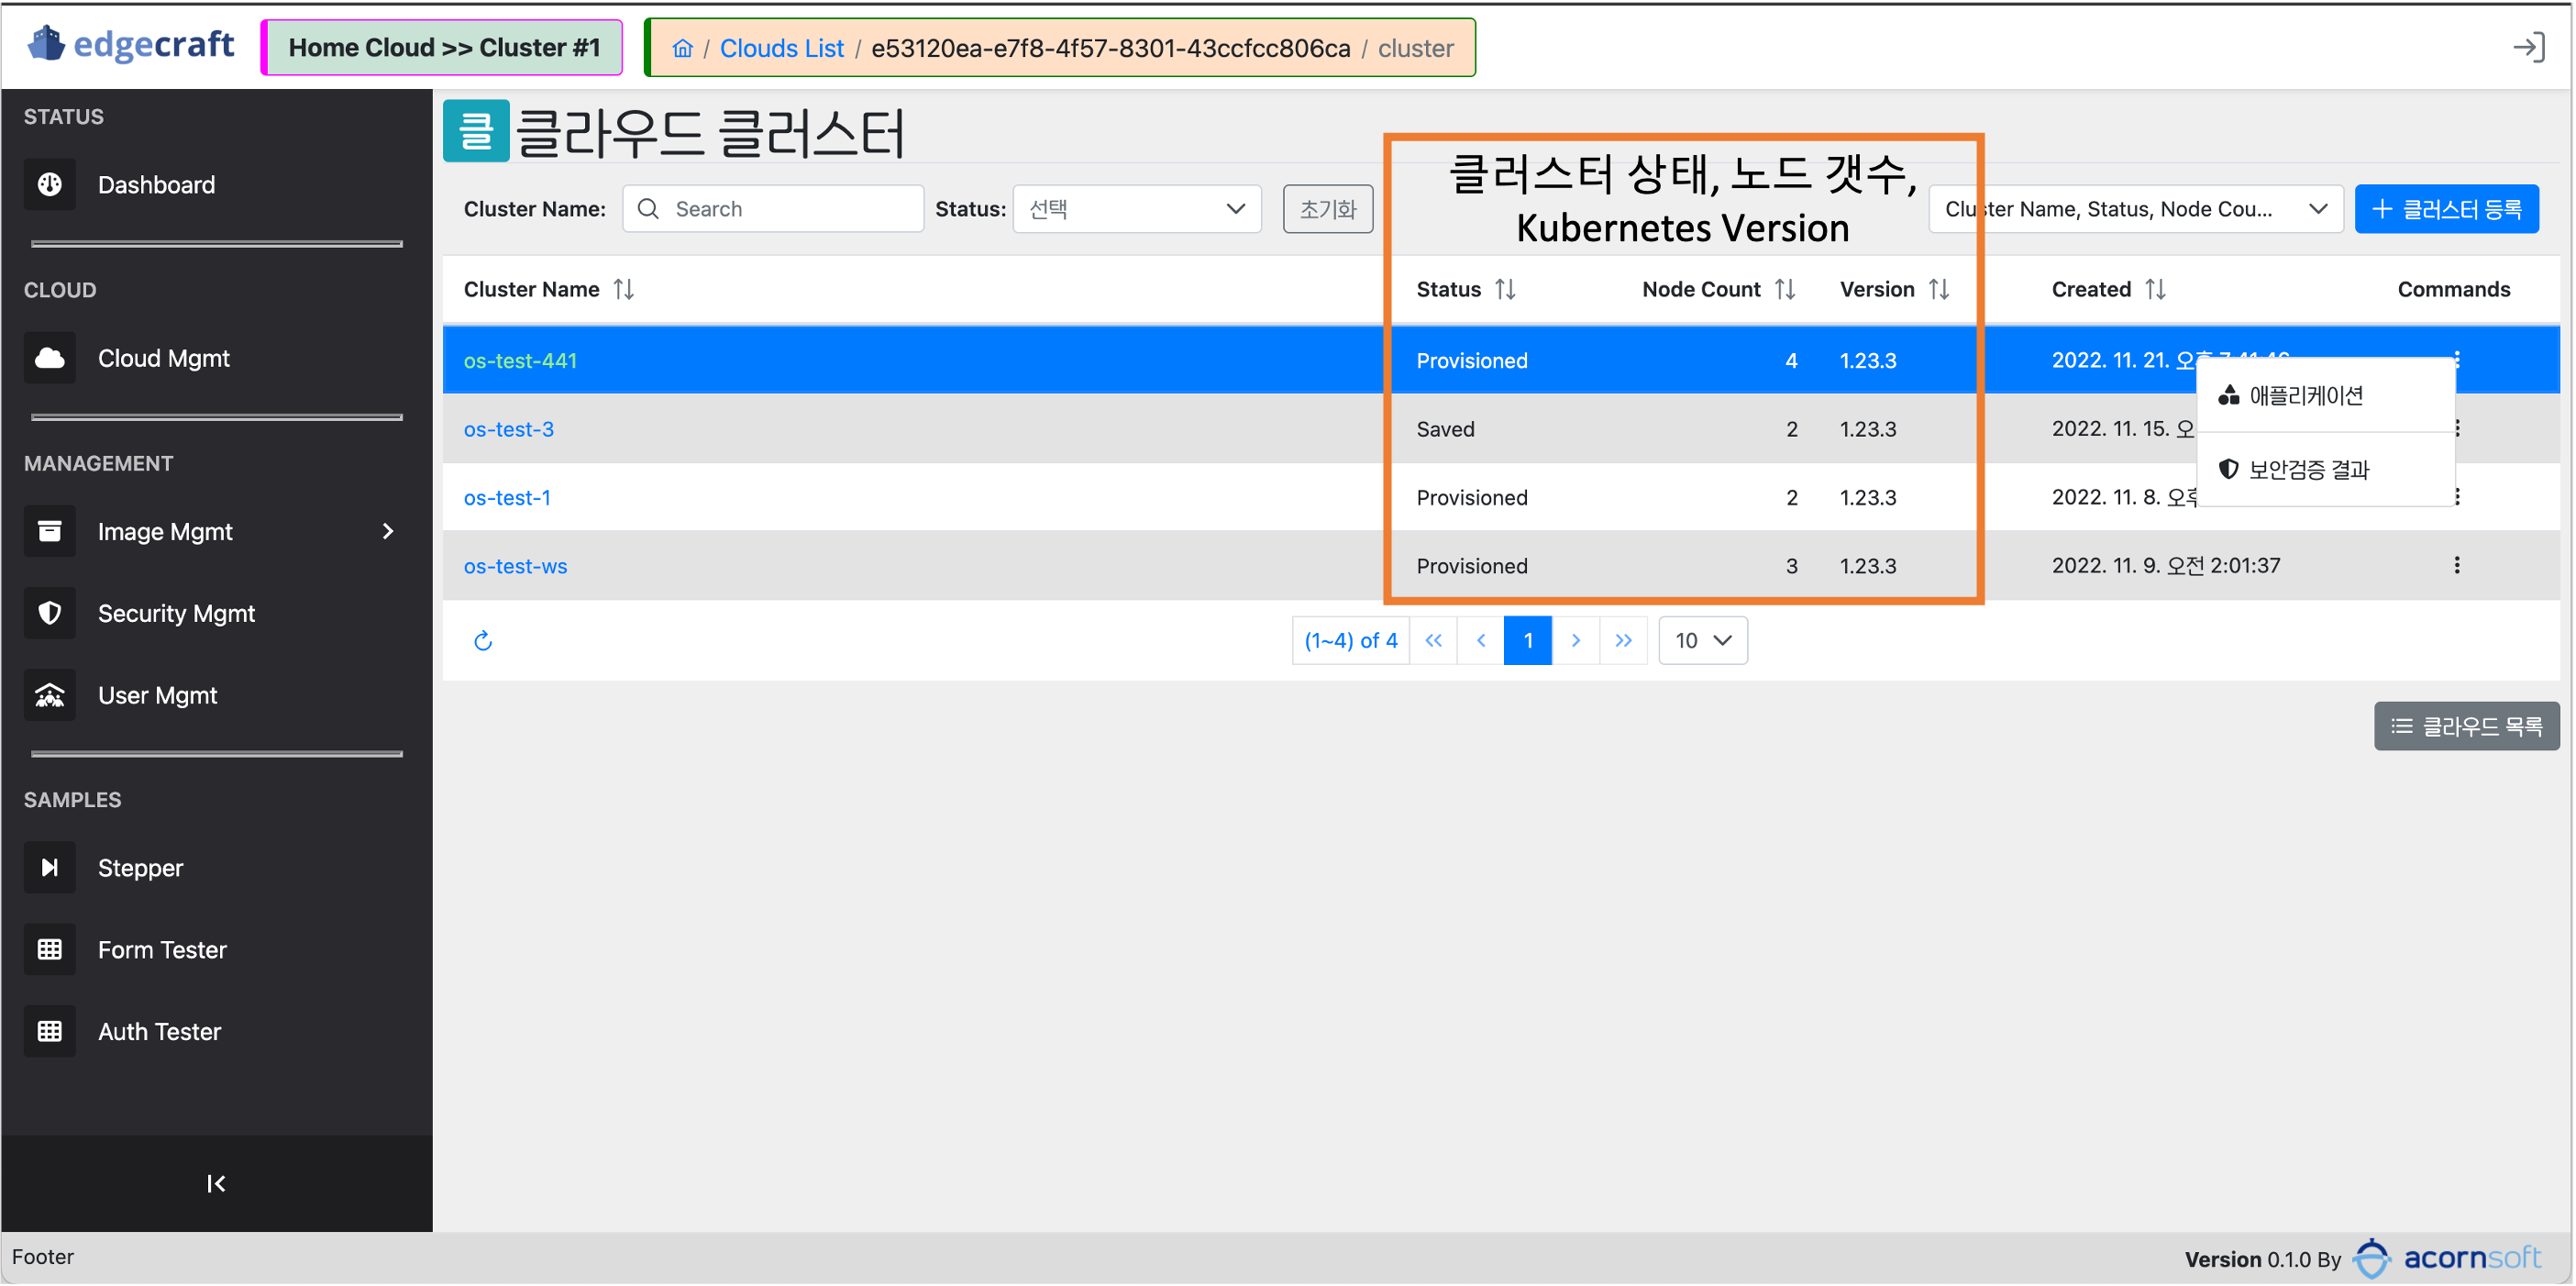 edgecraft
Home Cloud >> Cluster #1
/ Clouds List / e53120ea-e7f8-4f57-8301-43ccfcc806ca / cluster
STATUS
Dashboard
CLOUD
Cloud Mgmt
MANAGEMENT
Image Mgmt
Security Mgmt
User Mgmt
SAMPLES
Stepper
Form Tester
Auth Tester
클 클라우드 클러스터
클러스터 상태, 노드 갯수,
Kubernetes Version
Cluster Name: Search Status: 선택 초기화 Cluster Name, Status, Node Cou... + 클러스터 등록
Cluster Name Status Node Count Version Created Commands
os-test-441 Provisioned 4 1.23.3 2022. 11. 21.
os-test-3 Saved 2 1.23.3 2022. 11. 15. 오
os-test-1 Provisioned 2 1.23.3 2022. 11. 8.
os-test-ws Provisioned 3 1.23.3 2022. 11. 9. 오전 2:01:37
애플리케이션
보안검증 결과
(1~4) of 4 « ‹ 1 › » 10
클라우드 목록
Footer
Version 0.1.0 By acornsoft